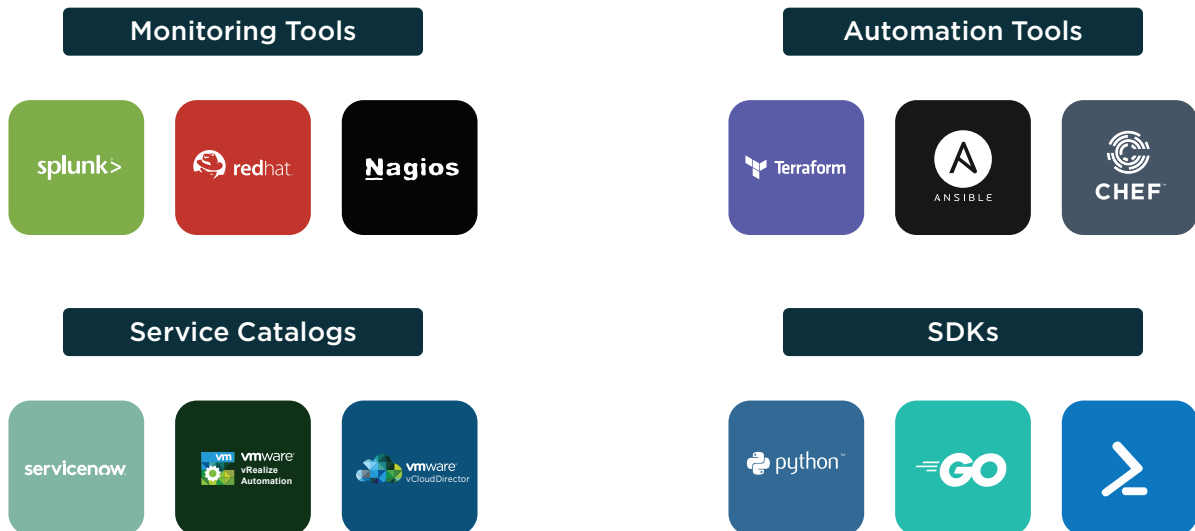 Monitoring Tools
Automation Tools
splunk>
redhat
Nagios
Terraform
ANSIBLE
CHEF
Service Catalogs
SDKs
servicenow
vm
vmware
vRealize
Automation
vmware
vCloudDirector
python™
GO